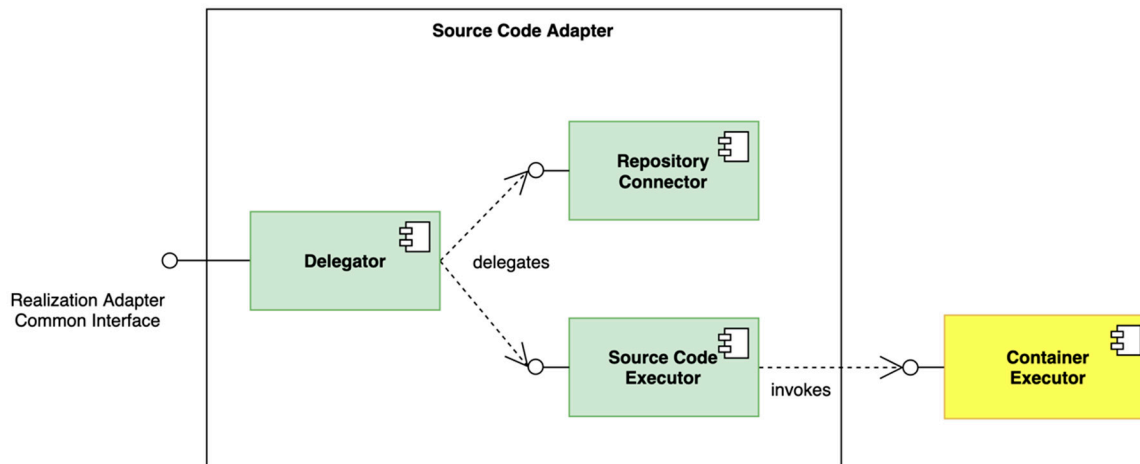 Source Code Adapter
Repository
Connector
Delegator
delegates
Realization Adapter
Common Interface
Source Code
Executor
invokes
Container
Executor